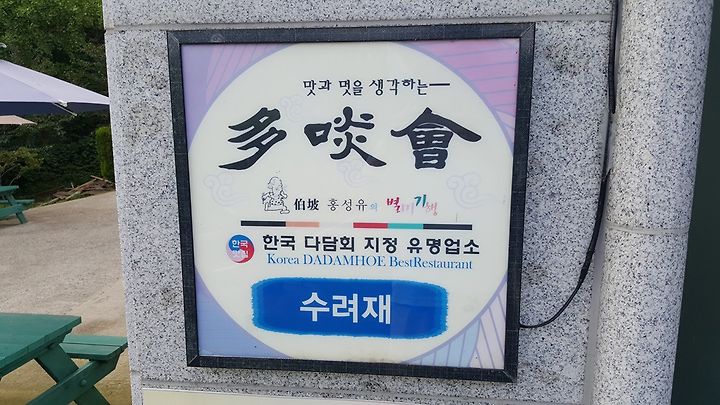 맛과 멋을 생각하는—
多啖會
伯坡 홍성유의 별미기행
한국 다담회 지정 유명업소
Korea DADAMHOE BestRestaurant
수려재